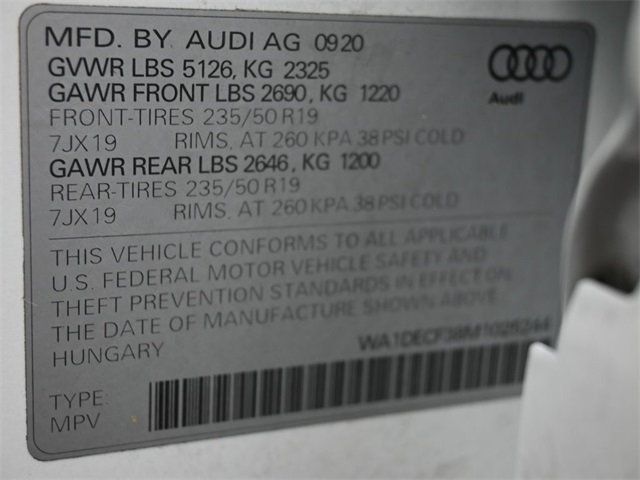 MFD. BY AUDI AG 0920
GVWR LBS 5126, KG 2325
GAWR FRONT LBS 2690, KG 1220
FRONT-TIRES 235/50 R19
7JX19 RIMS, AT 260 KPA 38 PSI COLD
GAWR REAR LBS 2646, KG 1200
REAR-TIRES 235/50 R19
7JX19 RIMS, AT 260 KPA 38 PSI COLD
Audi
THIS VEHICLE CONFORMS TO ALL APPLICABLE
U.S. FEDERAL MOTOR VEHICLE SAFETY AND
THEFT PREVENTION STANDARDS IN EFFECT ON
THE DATE OF MANUFACTURE SHOWN ABOVE.
HUNGARY
TYPE:
MPV